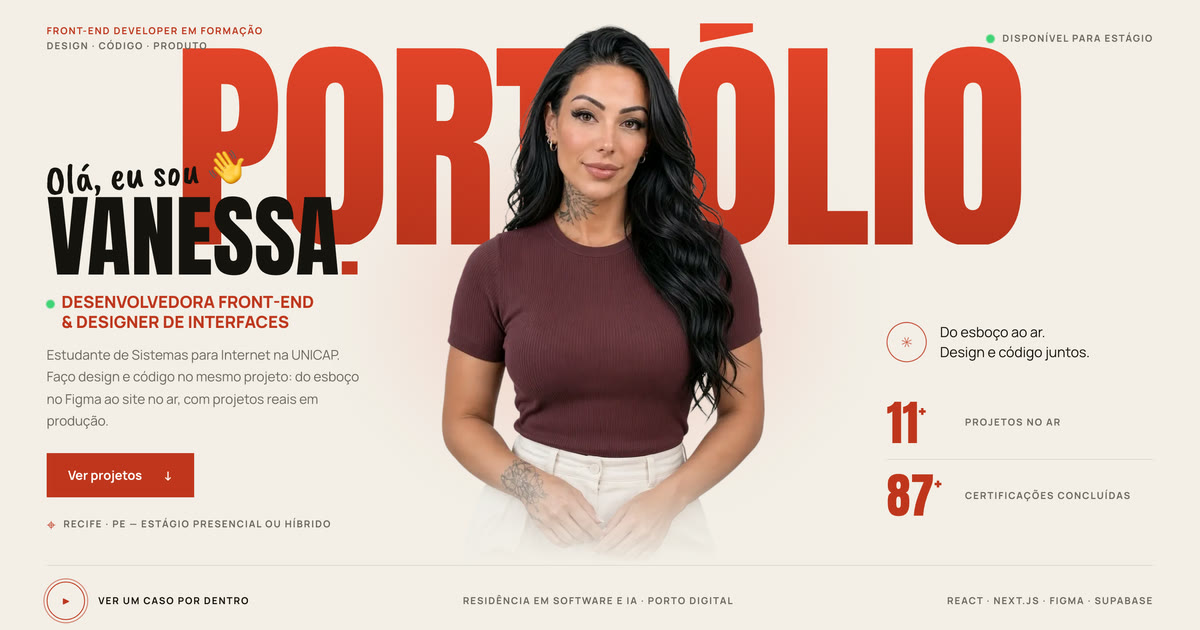 FRONT-END DEVELOPER EM FORMAÇÃO
DESIGN · CÓDIGO · PRODUTO
DISPONÍVEL PARA ESTÁGIO
PORTFÓLIO
Olá, eu sou 👋
VANESSA.
DESENVOLVEDORA FRONT-END
& DESIGNER DE INTERFACES
Estudante de Sistemas para Internet na UNICAP.
Faço design e código no mesmo projeto: do esboço
no Figma ao site no ar, com projetos reais em
produção.
Ver projetos ↓
RECIFE · PE — ESTÁGIO PRESENCIAL OU HÍBRIDO
Do esboço ao ar.
Design e código juntos.
11+ PROJETOS NO AR
87+ CERTIFICAÇÕES CONCLUÍDAS
VER UM CASO POR DENTRO
RESIDÊNCIA EM SOFTWARE E IA · PORTO DIGITAL
REACT · NEXT.JS · FIGMA · SUPABASE